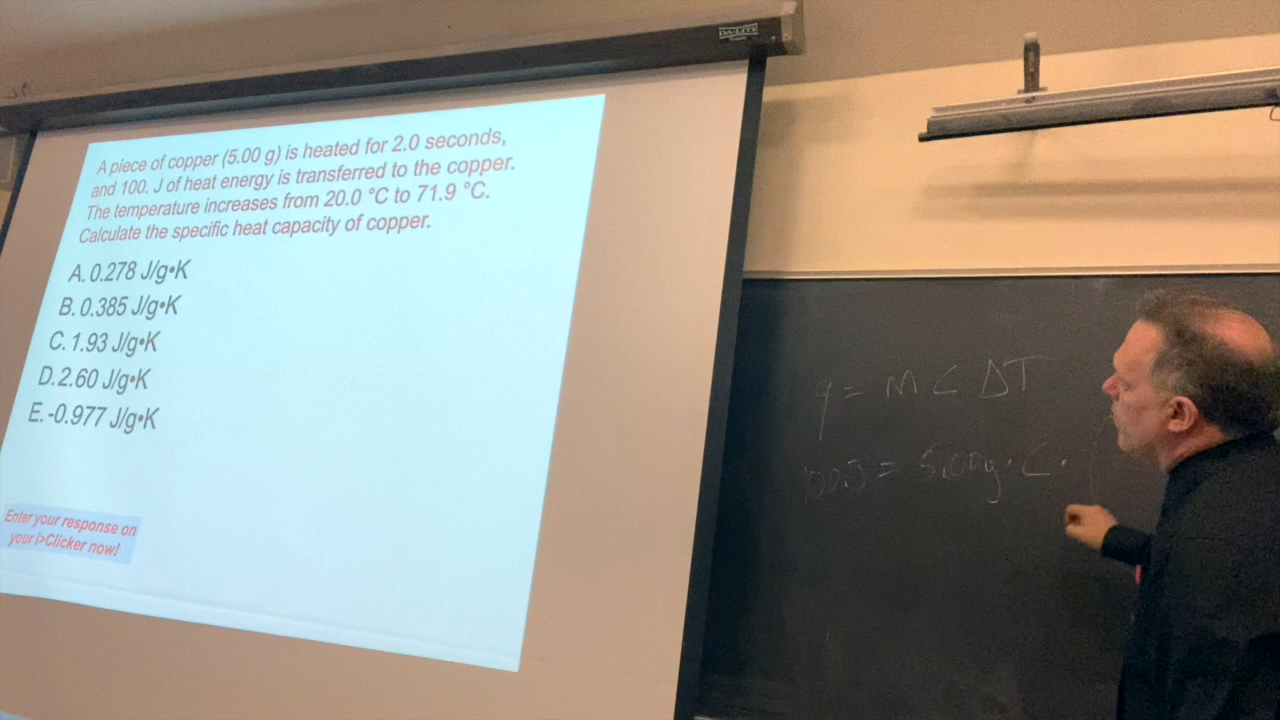 DA-LITE
A piece of copper (5.00 g) is heated for 2.0 seconds,
and 100. J of heat energy is transferred to the copper.
The temperature increases from 20.0 °C to 71.9 °C.
Calculate the specific heat capacity of copper.
A. 0.278 J/g•K
B. 0.385 J/g•K
C. 1.93 J/g•K
D. 2.60 J/g•K
E. -0.977 J/g•K
Enter your response on
your i>Clicker now!
q = m C ΔT
100.J = 5.00g · C · (